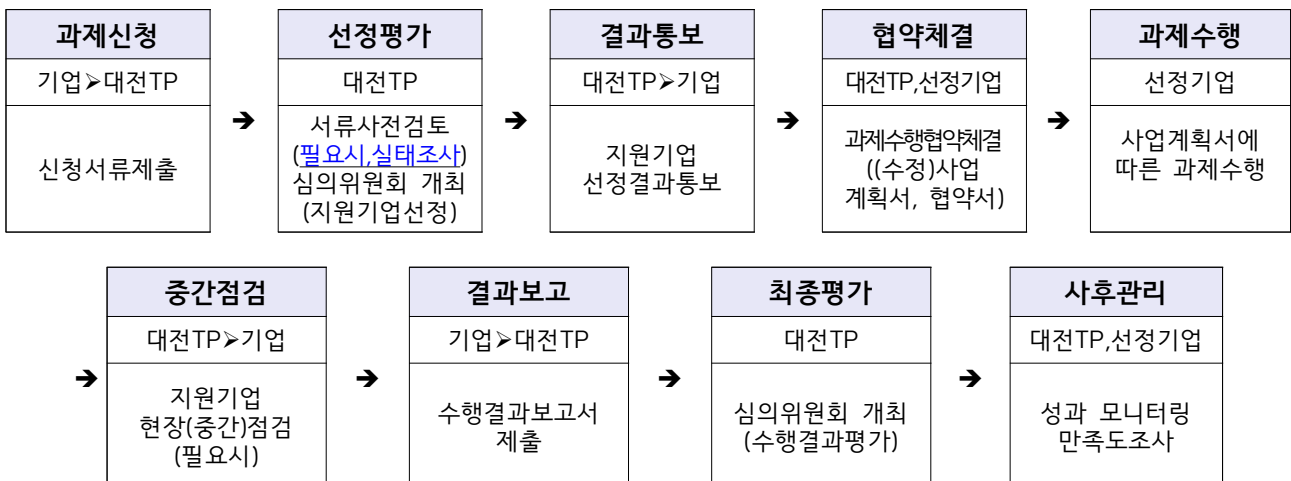 과제신청
기업➢대전TP
신청서류제출
➔
선정평가
대전TP
서류사전검토
(필요시,실태조사)
심의위원회 개최
(지원기업선정)
➔
결과통보
대전TP➢기업
지원기업
선정결과통보
➔
협약체결
대전TP,선정기업
과제수행협약체결
((수정)사업
계획서, 협약서)
➔
과제수행
선정기업
사업계획서에
따른 과제수행
➔
중간점검
대전TP➢기업
지원기업
현장(중간)점검
(필요시)
➔
결과보고
기업➢대전TP
수행결과보고서
제출
➔
최종평가
대전TP
심의위원회 개최
(수행결과평가)
➔
사후관리
대전TP,선정기업
성과 모니터링
만족도조사